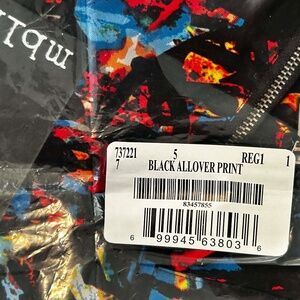 737221 5 REG1 1
7 BLACK ALLOVER PRINT
83457855
6 99945 63803 6